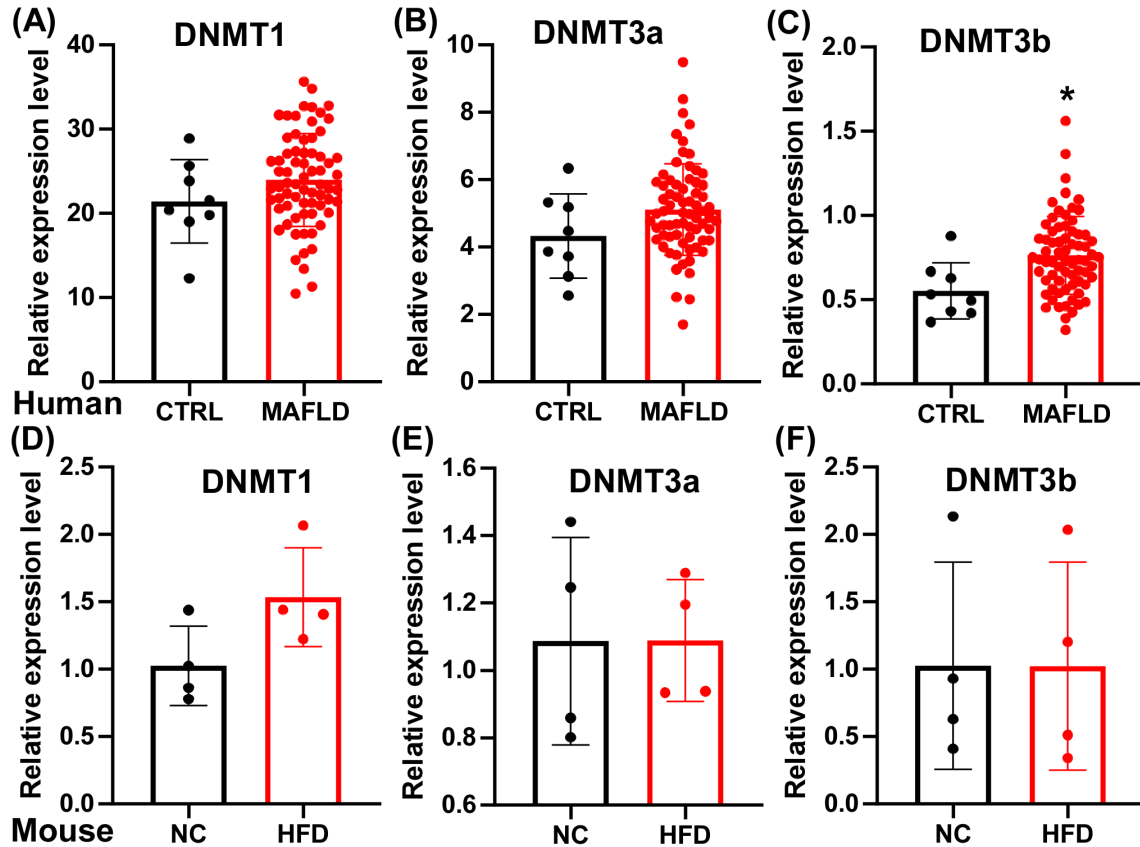 (A) DNMT1
Relative expression level
40
30
20
10
0
CTRL MAFLD
(B) DNMT3a
Relative expression level
10
8
6
4
2
0
CTRL MAFLD
(C) DNMT3b
Relative expression level
2.0
1.5
1.0
0.5
0.0
*
CTRL MAFLD
Human
(D) DNMT1
Relative expression level
2.5
2.0
1.5
1.0
0.5
0.0
NC HFD
(E) DNMT3a
Relative expression level
1.6
1.4
1.2
1.0
0.8
0.6
NC HFD
(F) DNMT3b
Relative expression level
2.5
2.0
1.5
1.0
0.5
0.0
NC HFD
Mouse